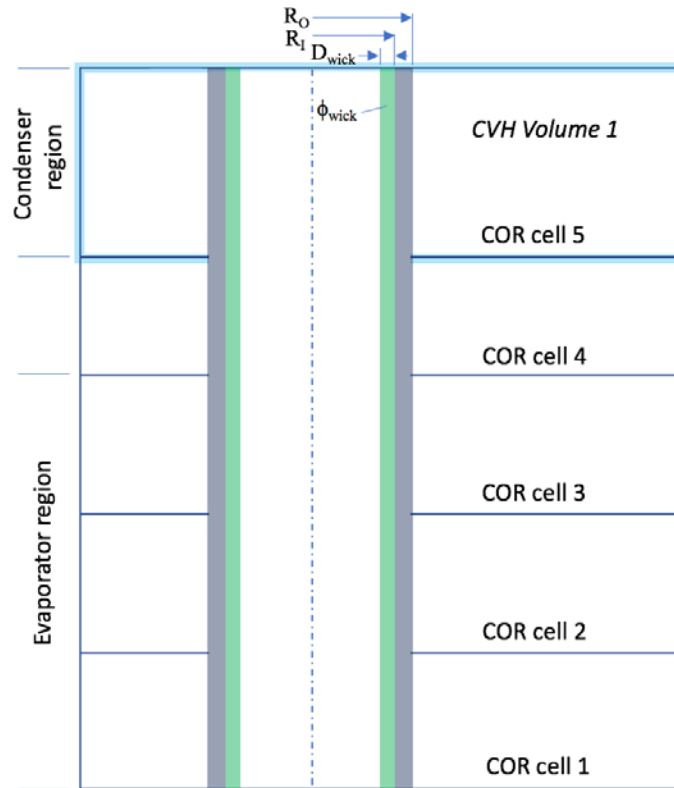 R_O
R_I
D_wick
ϕ_wick
CVH Volume 1
Condenser
region
COR cell 5
COR cell 4
COR cell 3
Evaporator region
COR cell 2
COR cell 1